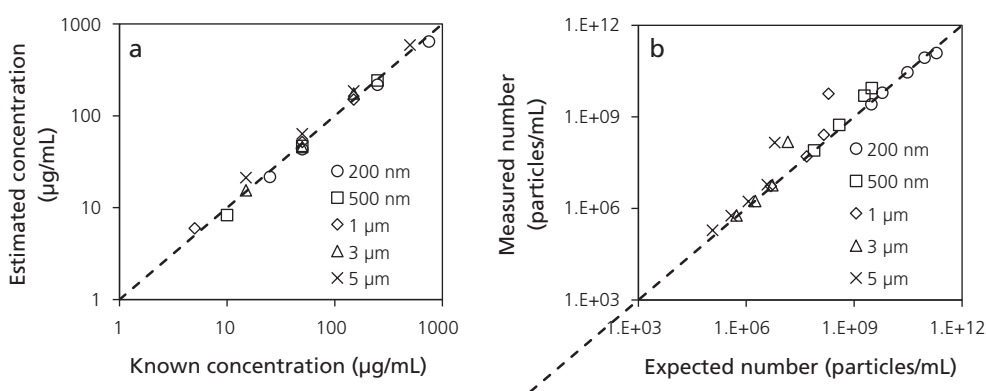 1000
100
10
1
1
10
100
1000
Estimated concentration
(µg/mL)
Known concentration (µg/mL)
a
200 nm
500 nm
1 µm
3 µm
5 µm
1.E+12
1.E+09
1.E+06
1.E+03
1.E+03
1.E+06
1.E+09
1.E+12
Measured number
(particles/mL)
Expected number (particles/mL)
b
200 nm
500 nm
1 µm
3 µm
5 µm